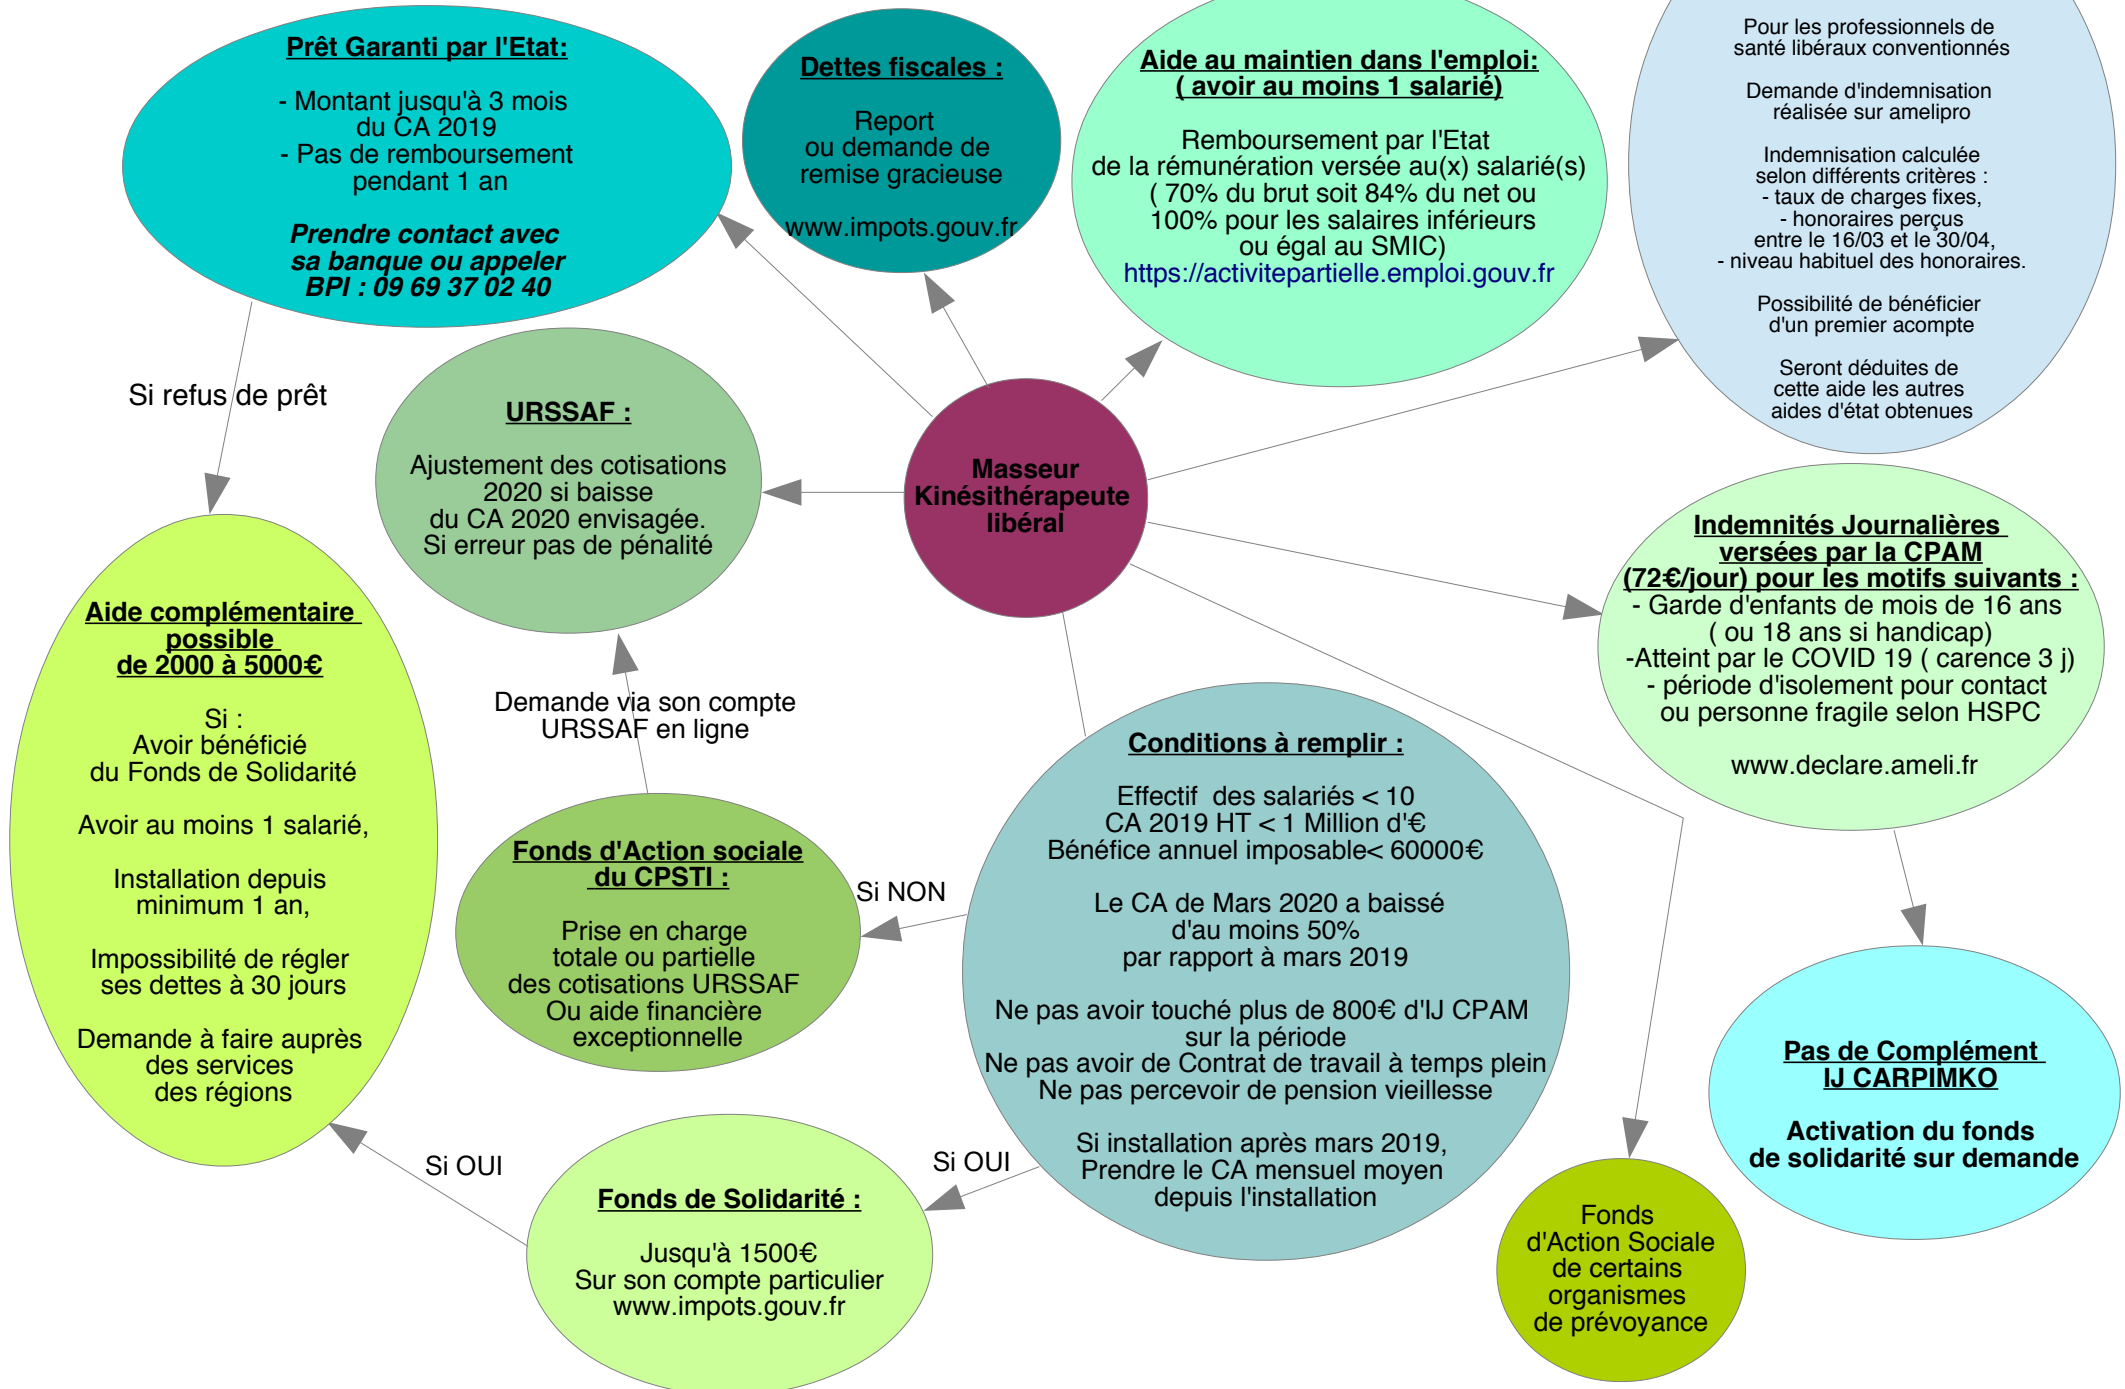 Prêt Garanti par l'Etat:
- Montant jusqu'à 3 mois
du CA 2019
- Pas de remboursement
pendant 1 an
Prendre contact avec
sa banque ou appeler
BPI : 09 69 37 02 40
Dettes fiscales :
Report
ou demande de
remise gracieuse
www.impots.gouv.fr
Aide au maintien dans l'emploi:
( avoir au moins 1 salarié)
Remboursement par l'Etat
de la rémunération versée au(x) salarié(s)
( 70% du brut soit 84% du net ou
100% pour les salaires inférieurs
ou égal au SMIC)
https://activitepartielle.emploi.gouv.fr
Pour les professionnels de
santé libéraux conventionnés
Demande d'indemnisation
réalisée sur amelipro
Indemnisation calculée
selon différents critères :
- taux de charges fixes,
- honoraires perçus
entre le 16/03 et le 30/04,
- niveau habituel des honoraires.
Possibilité de bénéficier
d'un premier acompte
Seront déduites de
cette aide les autres
aides d'état obtenues
Si refus de prêt
URSSAF :
Ajustement des cotisations
2020 si baisse
du CA 2020 envisagée.
Si erreur pas de pénalité
Masseur
Kinésithérapeute
libéral
Indemnités Journalières
versées par la CPAM
(72€/jour) pour les motifs suivants :
- Garde d'enfants de mois de 16 ans
( ou 18 ans si handicap)
-Atteint par le COVID 19 ( carence 3 j)
- période d'isolement pour contact
ou personne fragile selon HSPC
www.declare.ameli.fr
Aide complémentaire
possible
de 2000 à 5000€
Si :
Avoir bénéficié
du Fonds de Solidarité
Avoir au moins 1 salarié,
Installation depuis
minimum 1 an,
Impossibilité de régler
ses dettes à 30 jours
Demande à faire auprès
des services
des régions
Demande via son compte
URSSAF en ligne
Fonds d'Action sociale
du CPSTI :
Prise en charge
totale ou partielle
des cotisations URSSAF
Ou aide financière
exceptionnelle
Si NON
Conditions à remplir :
Effectif des salariés < 10
CA 2019 HT < 1 Million d'€
Bénéfice annuel imposable< 60000€
Le CA de Mars 2020 a baissé
d'au moins 50%
par rapport à mars 2019
Ne pas avoir touché plus de 800€ d'IJ CPAM
sur la période
Ne pas avoir de Contrat de travail à temps plein
Ne pas percevoir de pension vieillesse
Si installation après mars 2019,
Prendre le CA mensuel moyen
depuis l'installation
Pas de Complément
IJ CARPIMKO
Activation du fonds
de solidarité sur demande
Si OUI
Si OUI
Fonds de Solidarité :
Jusqu'à 1500€
Sur son compte particulier
www.impots.gouv.fr
Fonds
d'Action Sociale
de certains
organismes
de prévoyance